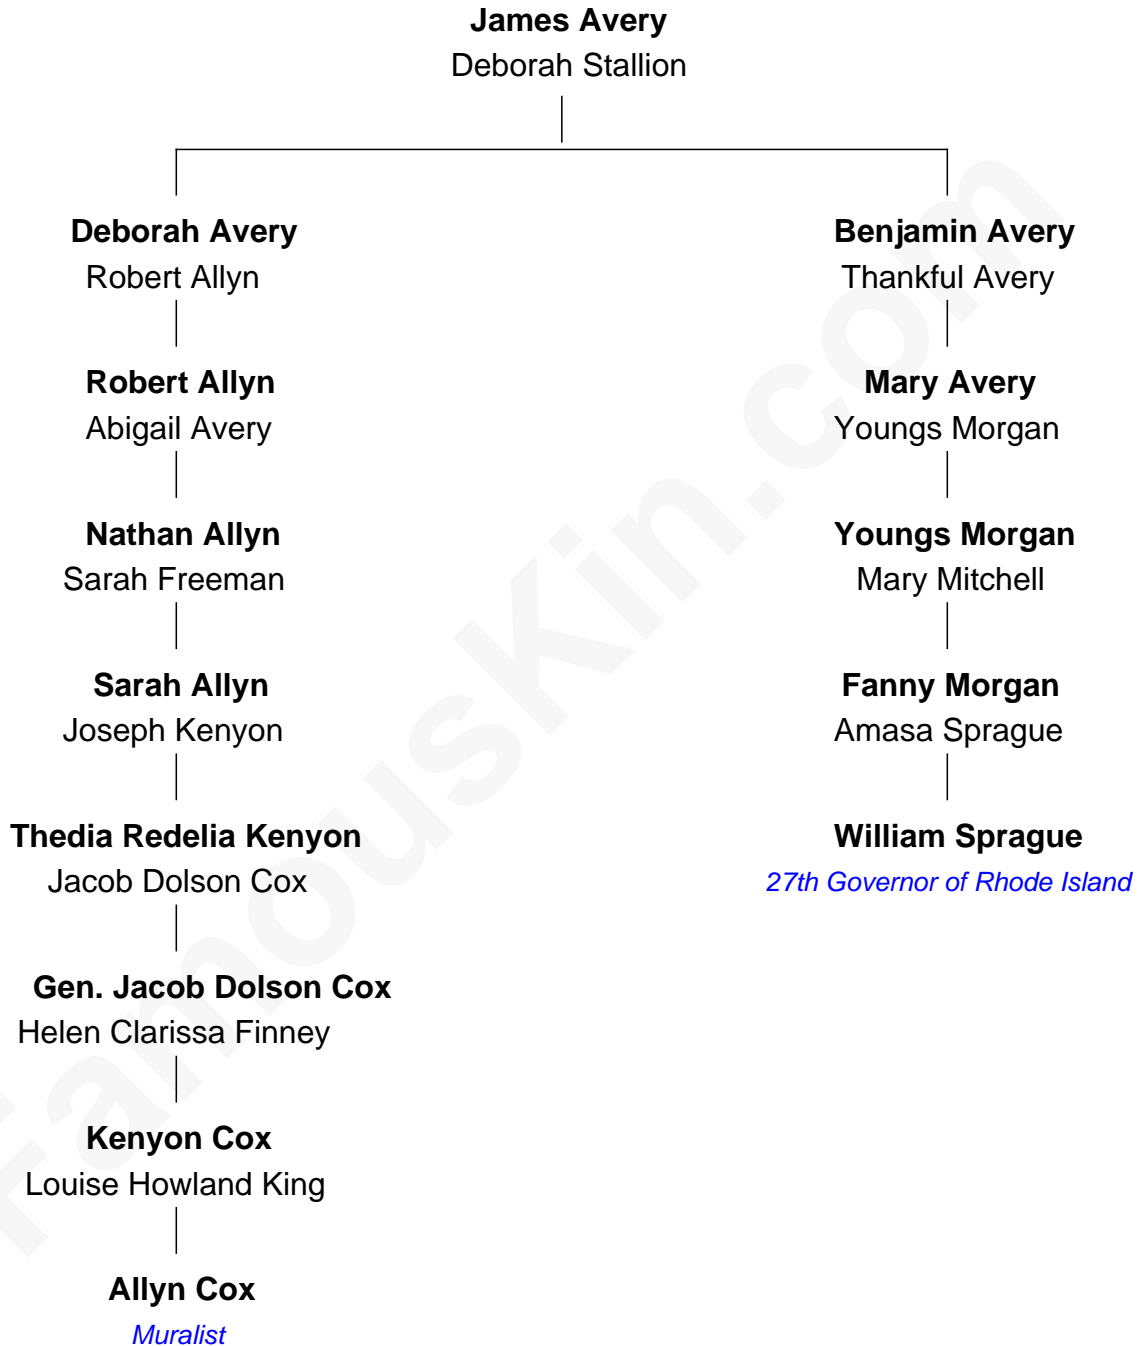 James Avery
Deborah Stallion
Deborah Avery
Robert Allyn
Robert Allyn
Abigail Avery
Nathan Allyn
Sarah Freeman
Sarah Allyn
Joseph Kenyon
Thedia Redelia Kenyon
Jacob Dolson Cox
Gen. Jacob Dolson Cox
Helen Clarissa Finney
Kenyon Cox
Louise Howland King
Allyn Cox
Muralist
Benjamin Avery
Thankful Avery
Mary Avery
Youngs Morgan
Youngs Morgan
Mary Mitchell
Fanny Morgan
Amasa Sprague
William Sprague
27th Governor of Rhode Island
FamousKin.com